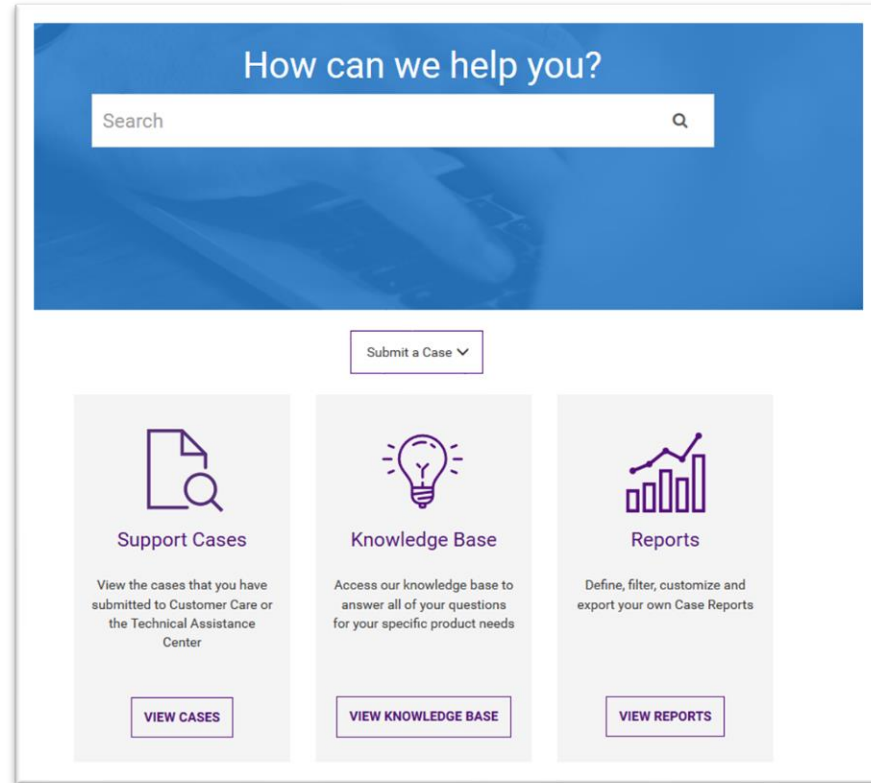 How can we help you?
Search
Submit a Case
Support Cases
View the cases that you have
submitted to Customer Care or
the Technical Assistance
Center
VIEW CASES
Knowledge Base
Access our knowledge base to
answer all of your questions
for your specific product needs
VIEW KNOWLEDGE BASE
Reports
Define, filter, customize and
export your own Case Reports
VIEW REPORTS